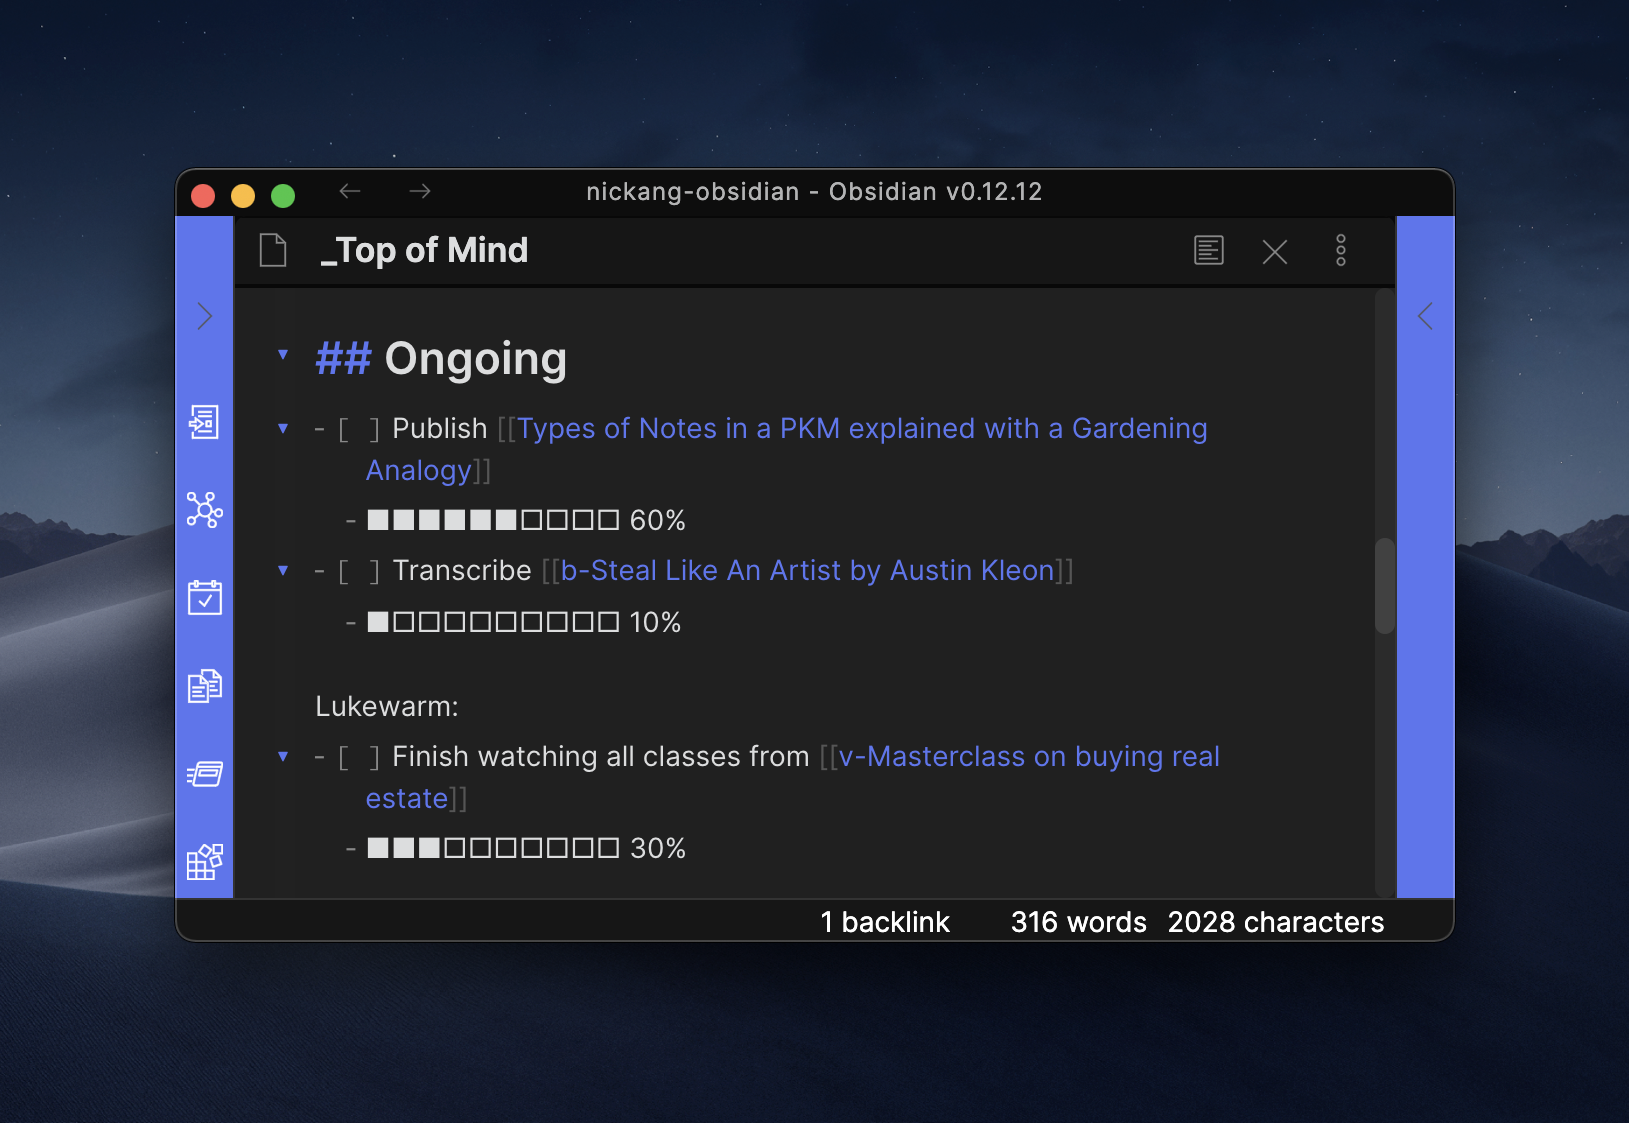 nickang-obsidian - Obsidian v0.12.12
_Top of Mind
## Ongoing
- [ ] Publish [[Types of Notes in a PKM explained with a Gardening
Analogy]]
- ■■■■■■□□□□ 60%
- [ ] Transcribe [[b-Steal Like An Artist by Austin Kleon]]
- ■□□□□□□□□□ 10%
Lukewarm:
- [ ] Finish watching all classes from [[v-Masterclass on buying real
estate]]
- ■■■□□□□□□□ 30%
1 backlink 316 words 2028 characters